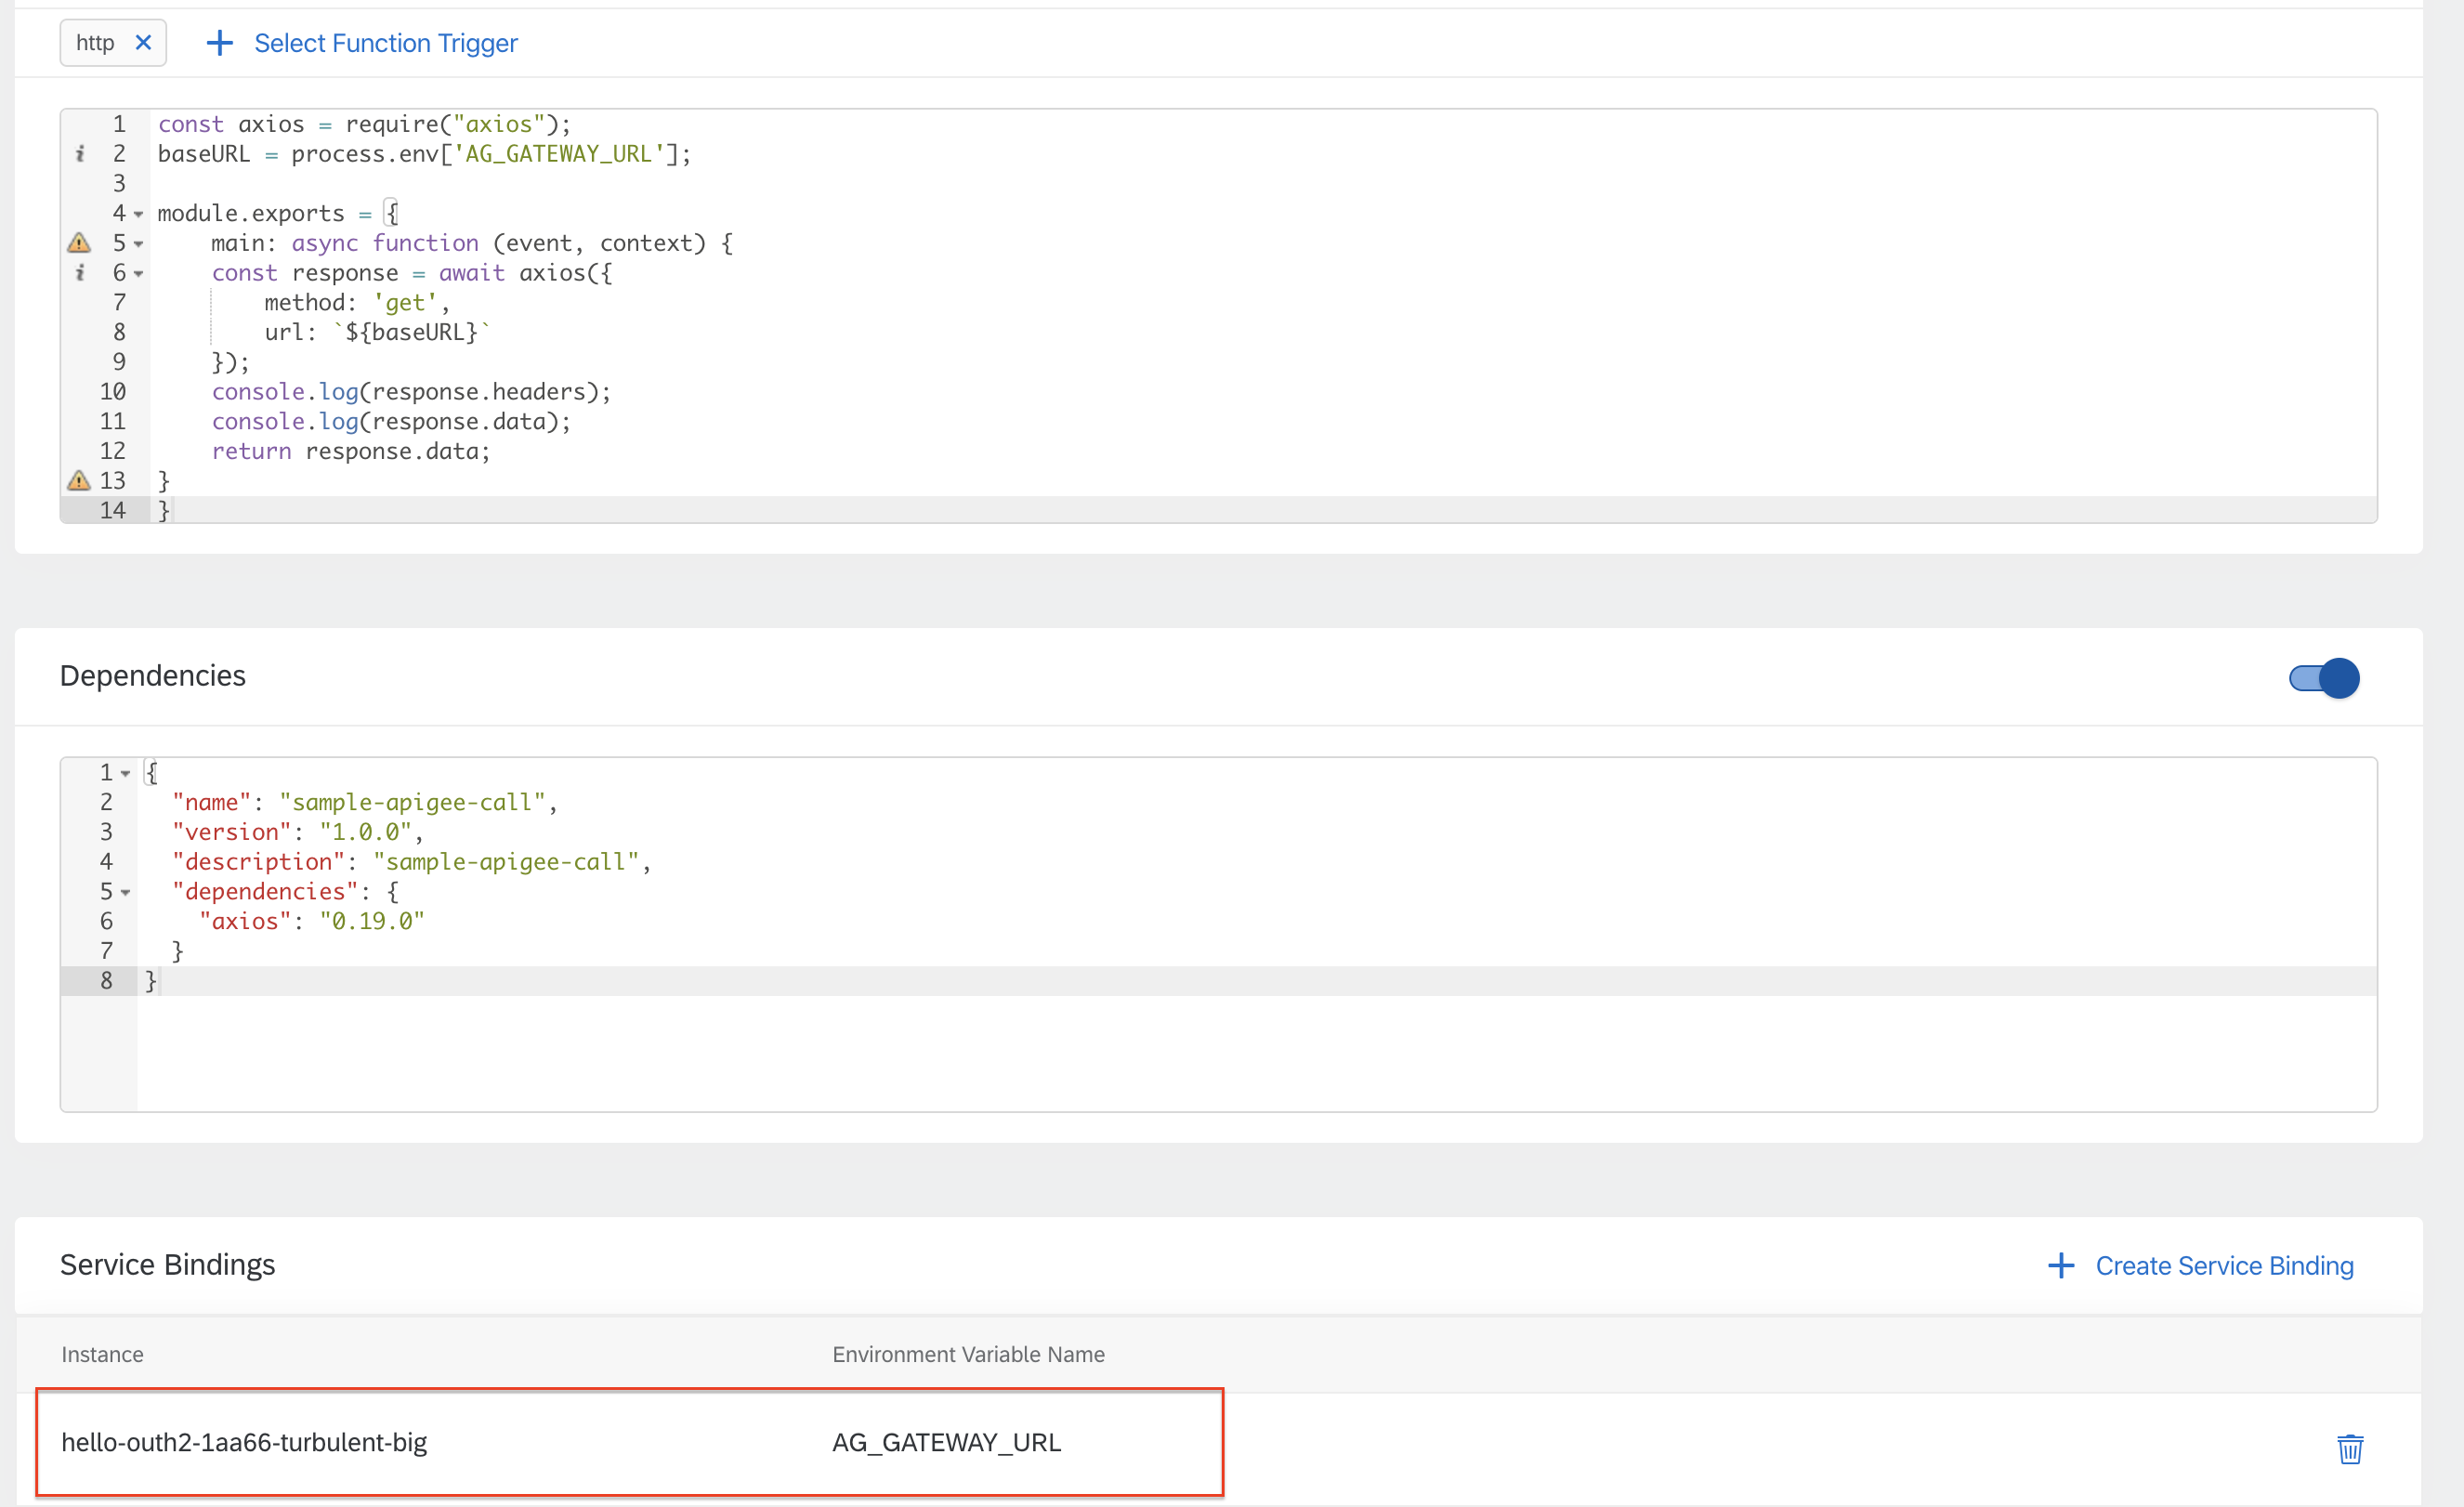 http ✕ + Select Function Trigger
1 const axios = require("axios");
i 2 baseURL = process.env['AG_GATEWAY_URL'];
3
4 module.exports = {
5     main: async function (event, context) {
i 6     const response = await axios({
7         method: 'get',
8         url: `${baseURL}`
9     });
10     console.log(response.headers);
11     console.log(response.data);
12     return response.data;
13 }
14 }
Dependencies
1 {
2   "name": "sample-apigee-call",
3   "version": "1.0.0",
4   "description": "sample-apigee-call",
5   "dependencies": {
6     "axios": "0.19.0"
7   }
8 }
Service Bindings + Create Service Binding
Instance Environment Variable Name
hello-outh2-1aa66-turbulent-big AG_GATEWAY_URL